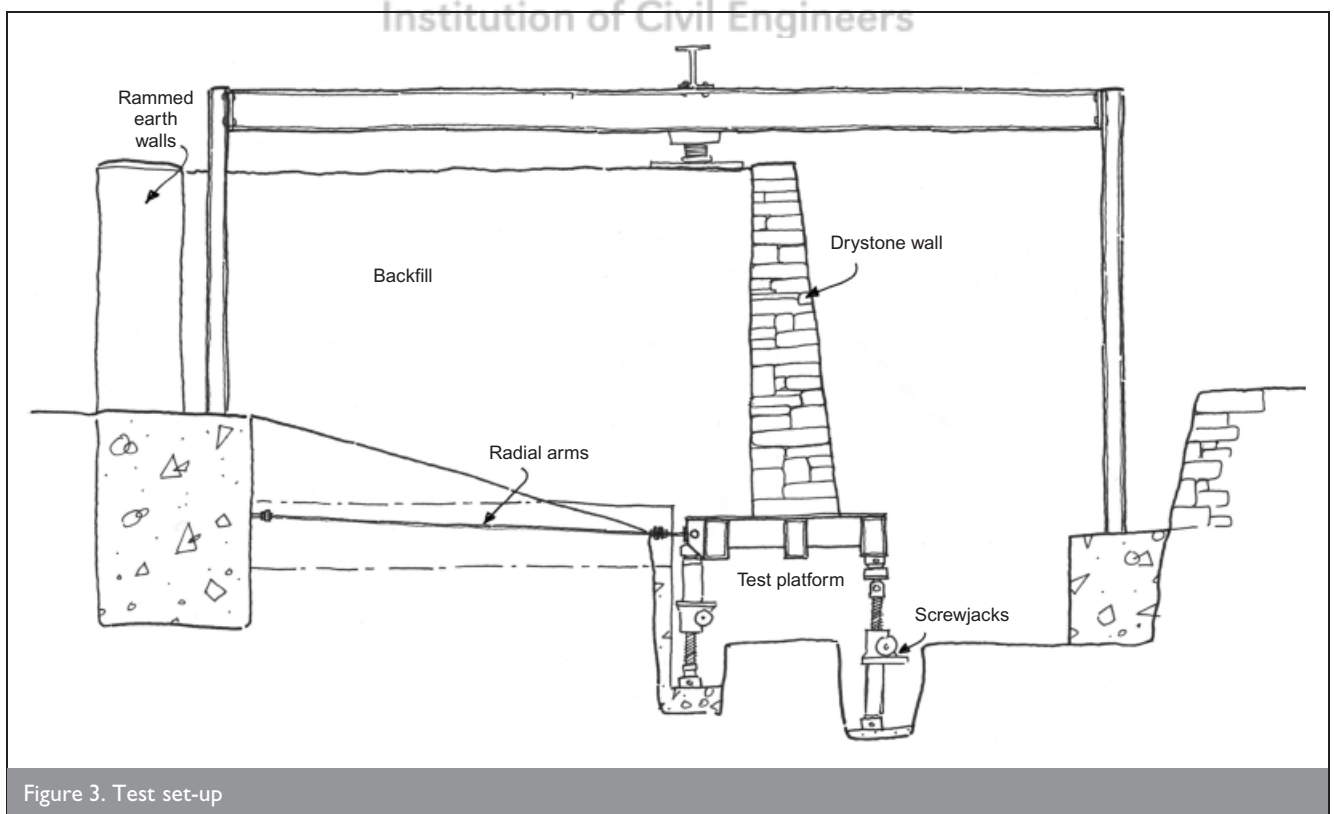 Institution of Civil Engineers
Rammed
earth
walls
Backfill
Drystone wall
Radial arms
Test platform
Screwjacks
Figure 3. Test set-up